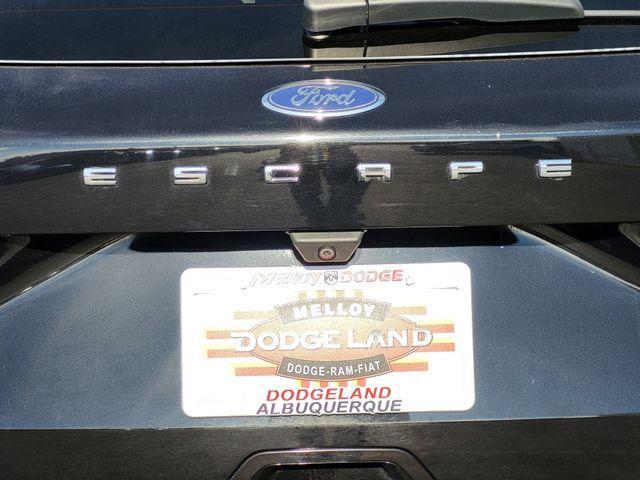 Ford
ESCAPE
Melloy DODGE
MELLOY
DODGE LAND
DODGE-RAM-FIAT
DODGELAND
ALBUQUERQUE